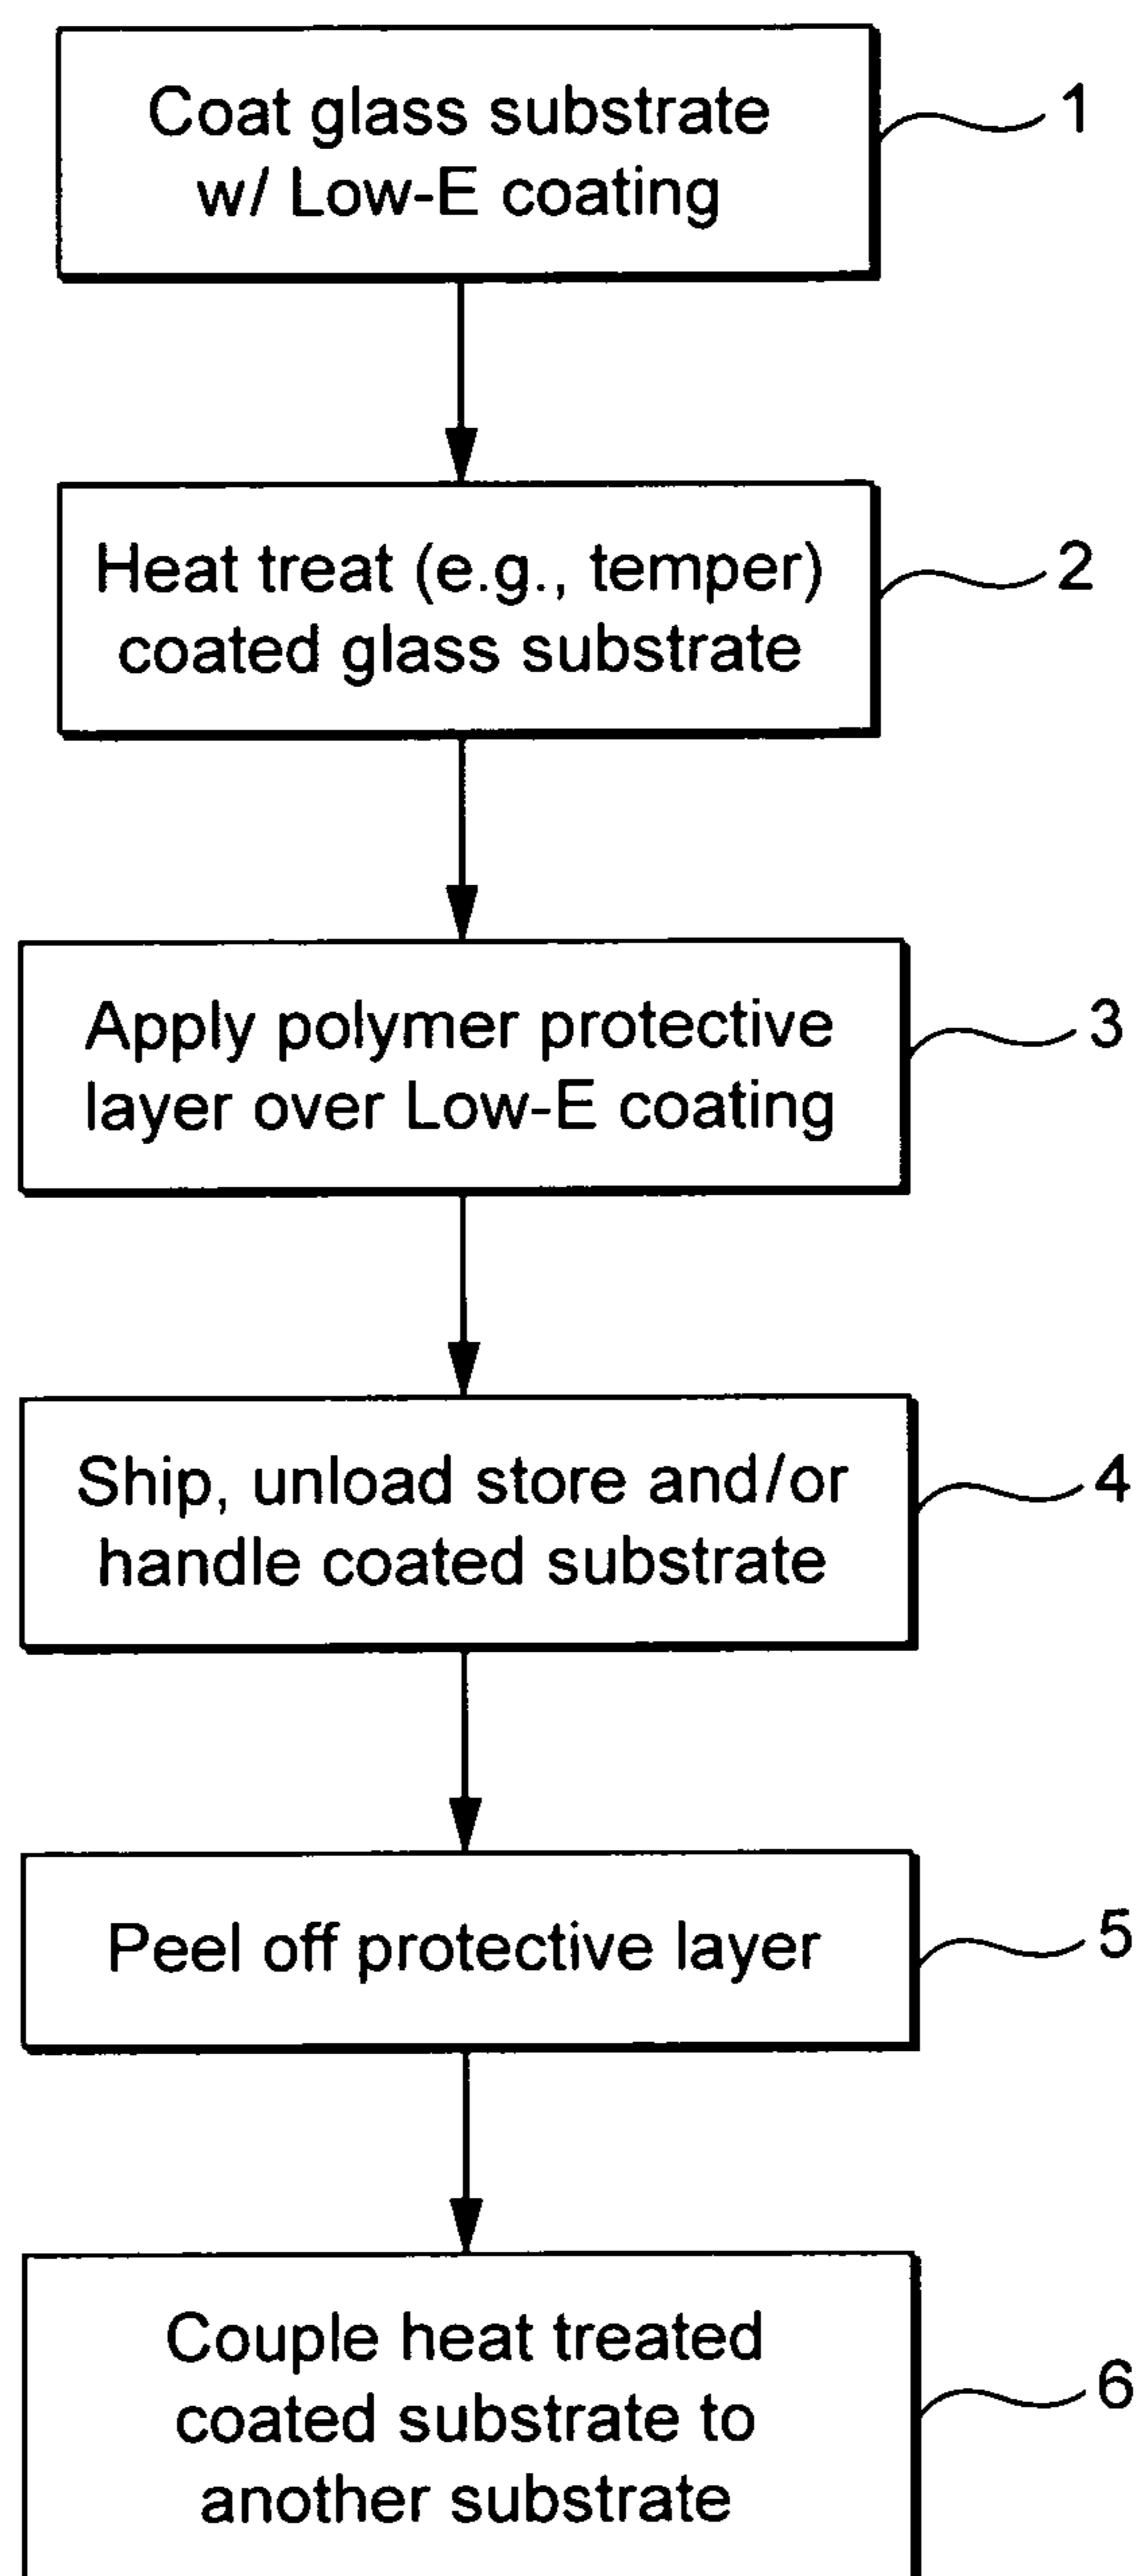 Coat glass substrate
w/ Low-E coating
1
Heat treat (e.g., temper)
coated glass substrate
2
Apply polymer protective
layer over Low-E coating
3
Ship, unload store and/or
handle coated substrate
4
Peel off protective layer
5
Couple heat treated
coated substrate to
another substrate
6